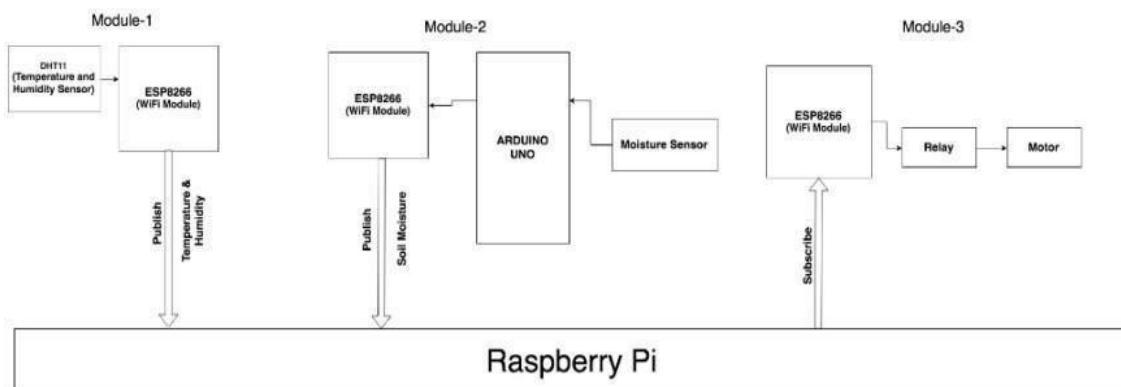 Module-1
DHT11
(Temperature and
Humidity Sensor)
ESP8266
(WiFi Module)
Publish
Temperature &
Humidity
Module-2
ESP8266
(WiFi Module)
ARDUINO
UNO
Moisture Sensor
Publish
Soil Moisture
Module-3
ESP8266
(WiFi Module)
Relay
Motor
Subscribe
Raspberry Pi